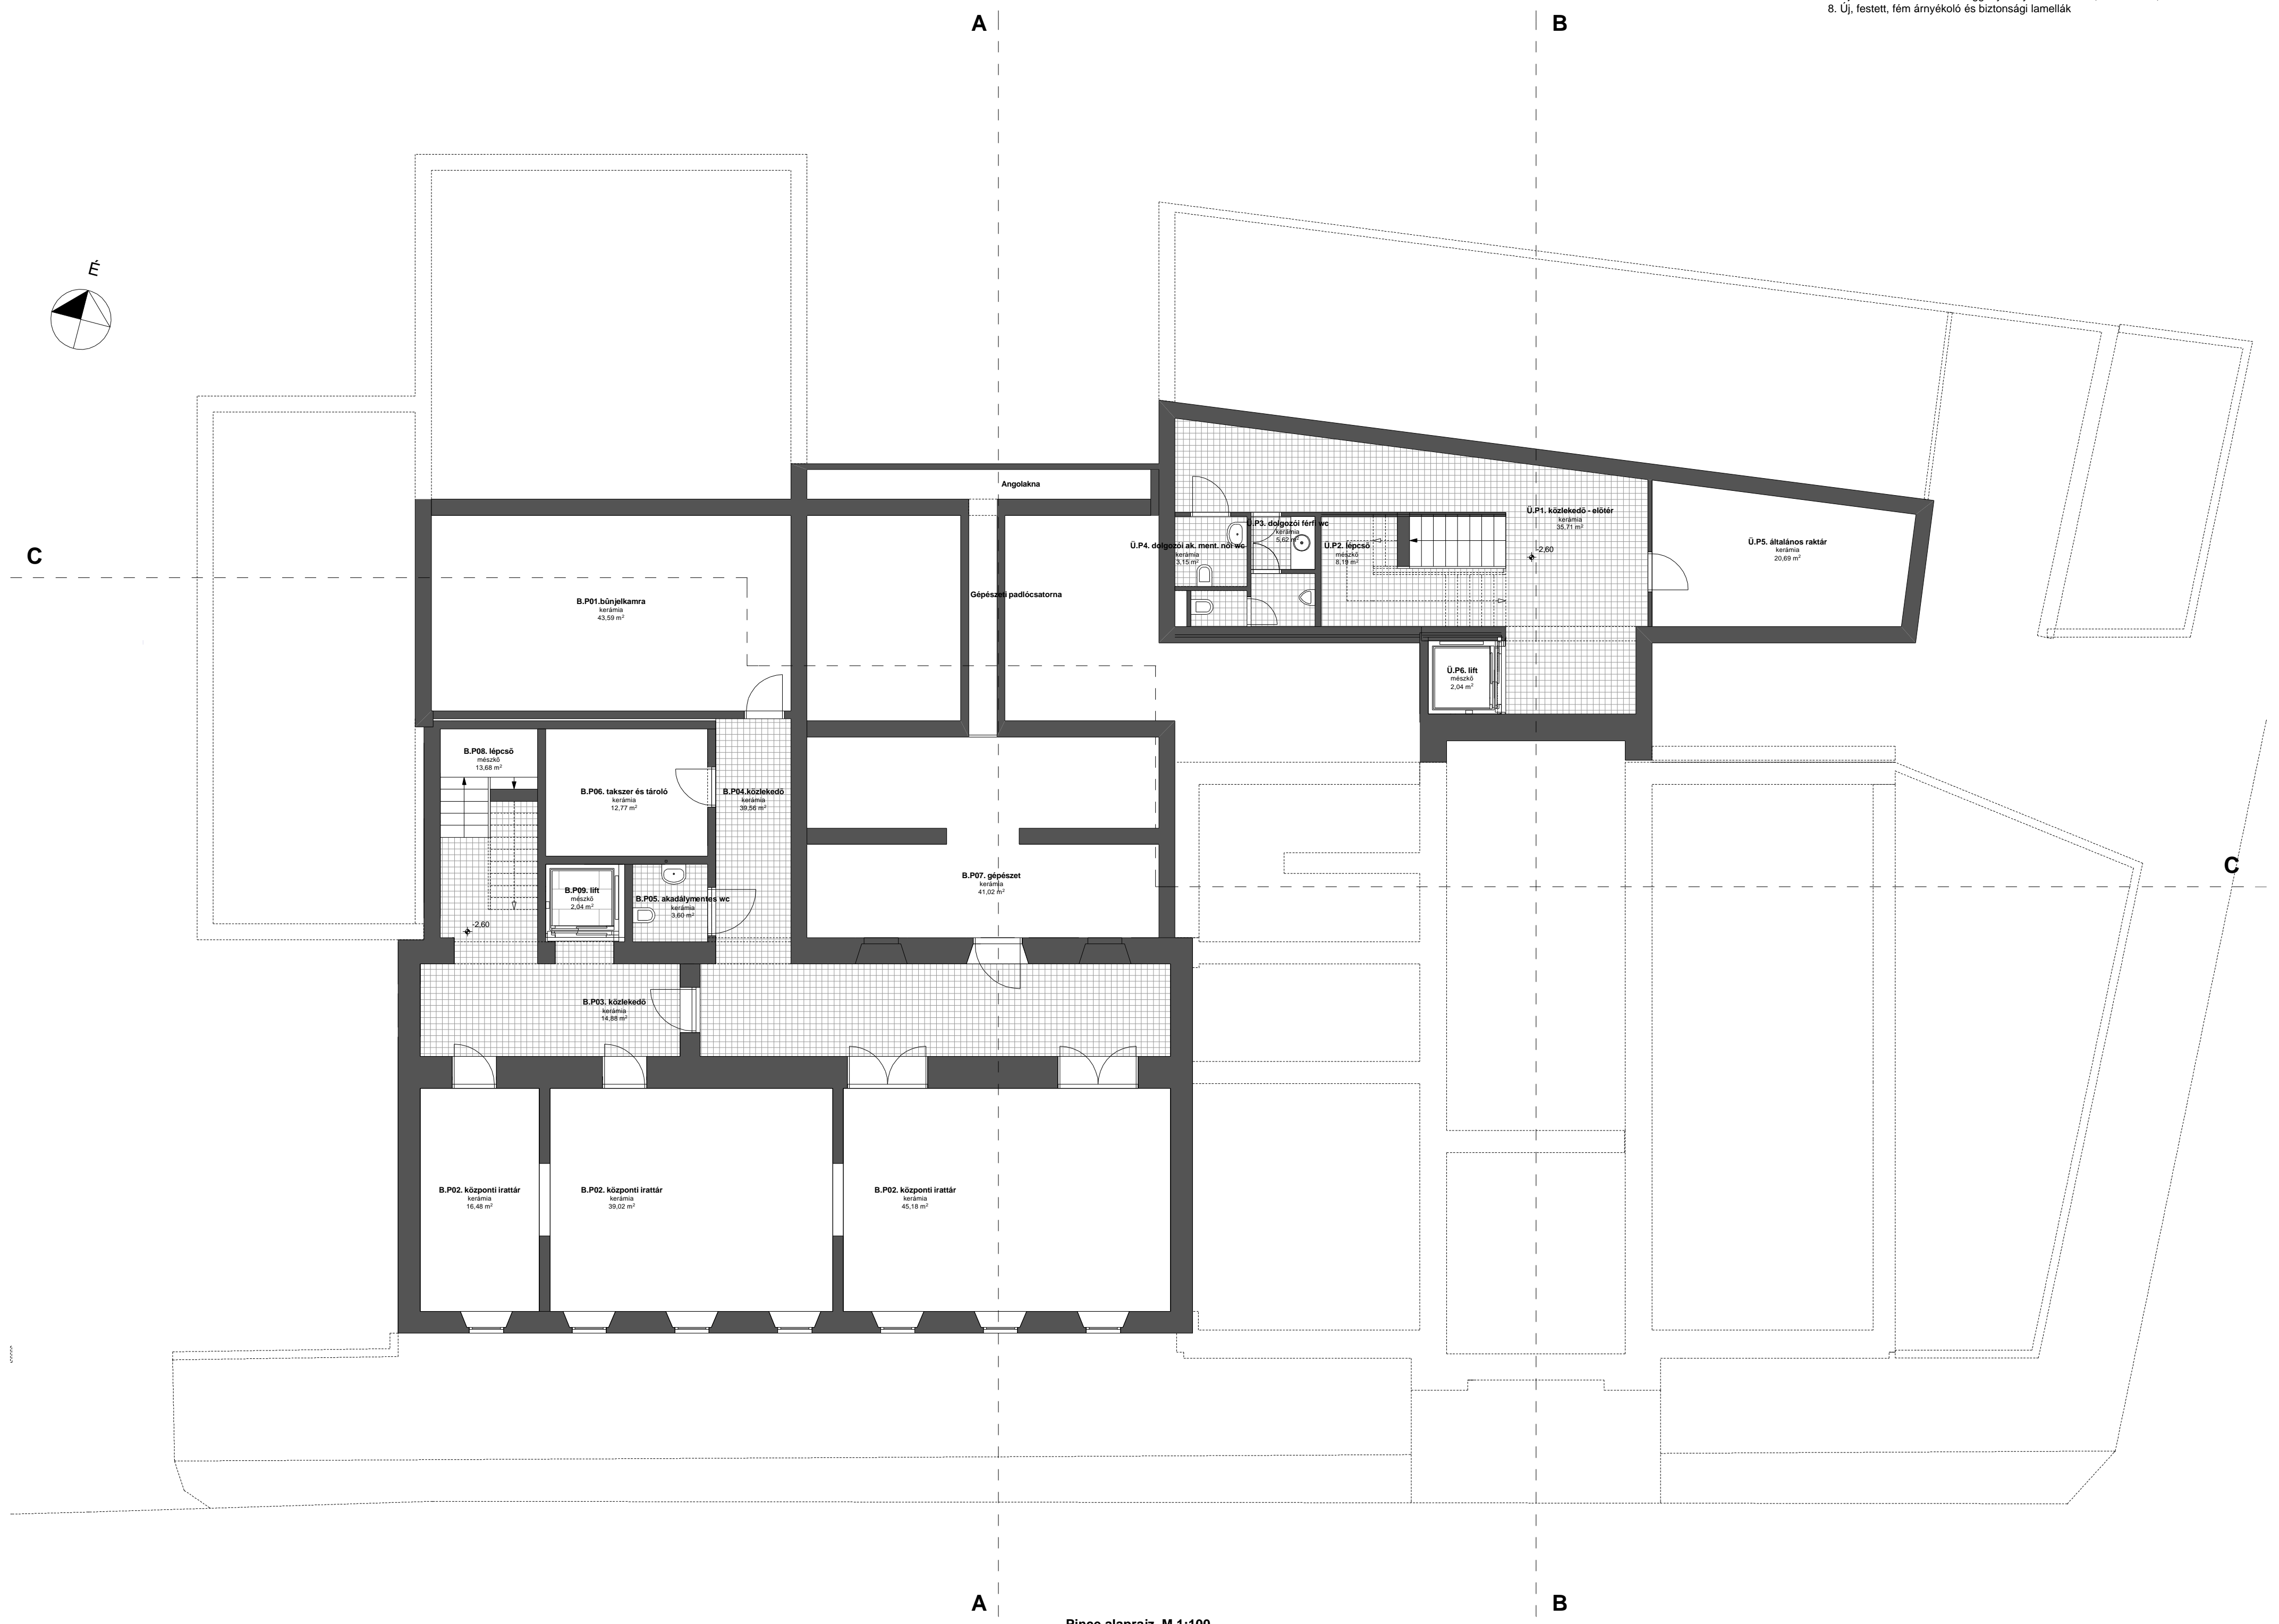 8. Új, festett, fém árnyékoló és biztonsági lamellák
A
B
É
Angolakna
Ü.P1. közlekedő - előtér
kerámia
35,71 m²
-2,60
Ü.P3. dolgozói férfi wc
kerámia
5,62 m²
Ü.P4. dolgozói ak. ment. női wc
kerámia
3,15 m²
Ü.P2. lépcső
mészkő
8,19 m²
Ü.P5. általános raktár
kerámia
20,69 m²
C
B.P01.bűnjelkamra
kerámia
43,59 m²
Gépészeti padlócsatorna
Ü.P6. lift
mészkő
2,04 m²
B.P08. lépcső
mészkő
13,68 m²
B.P06. takszer és tároló
kerámia
12,77 m²
B.P04.közlekedő
kerámia
39,56 m²
B.P07. gépészet
kerámia
41,02 m²
C
B.P09. lift
mészkő
2,04 m²
B.P05. akadálymentes wc
kerámia
3,60 m²
-2,60
B.P03. közlekedő
kerámia
14,88 m²
B.P02. központi irattár
kerámia
16,48 m²
B.P02. központi irattár
kerámia
39,02 m²
B.P02. központi irattár
kerámia
45,18 m²
A
B
Pince alaprajz M 1:100